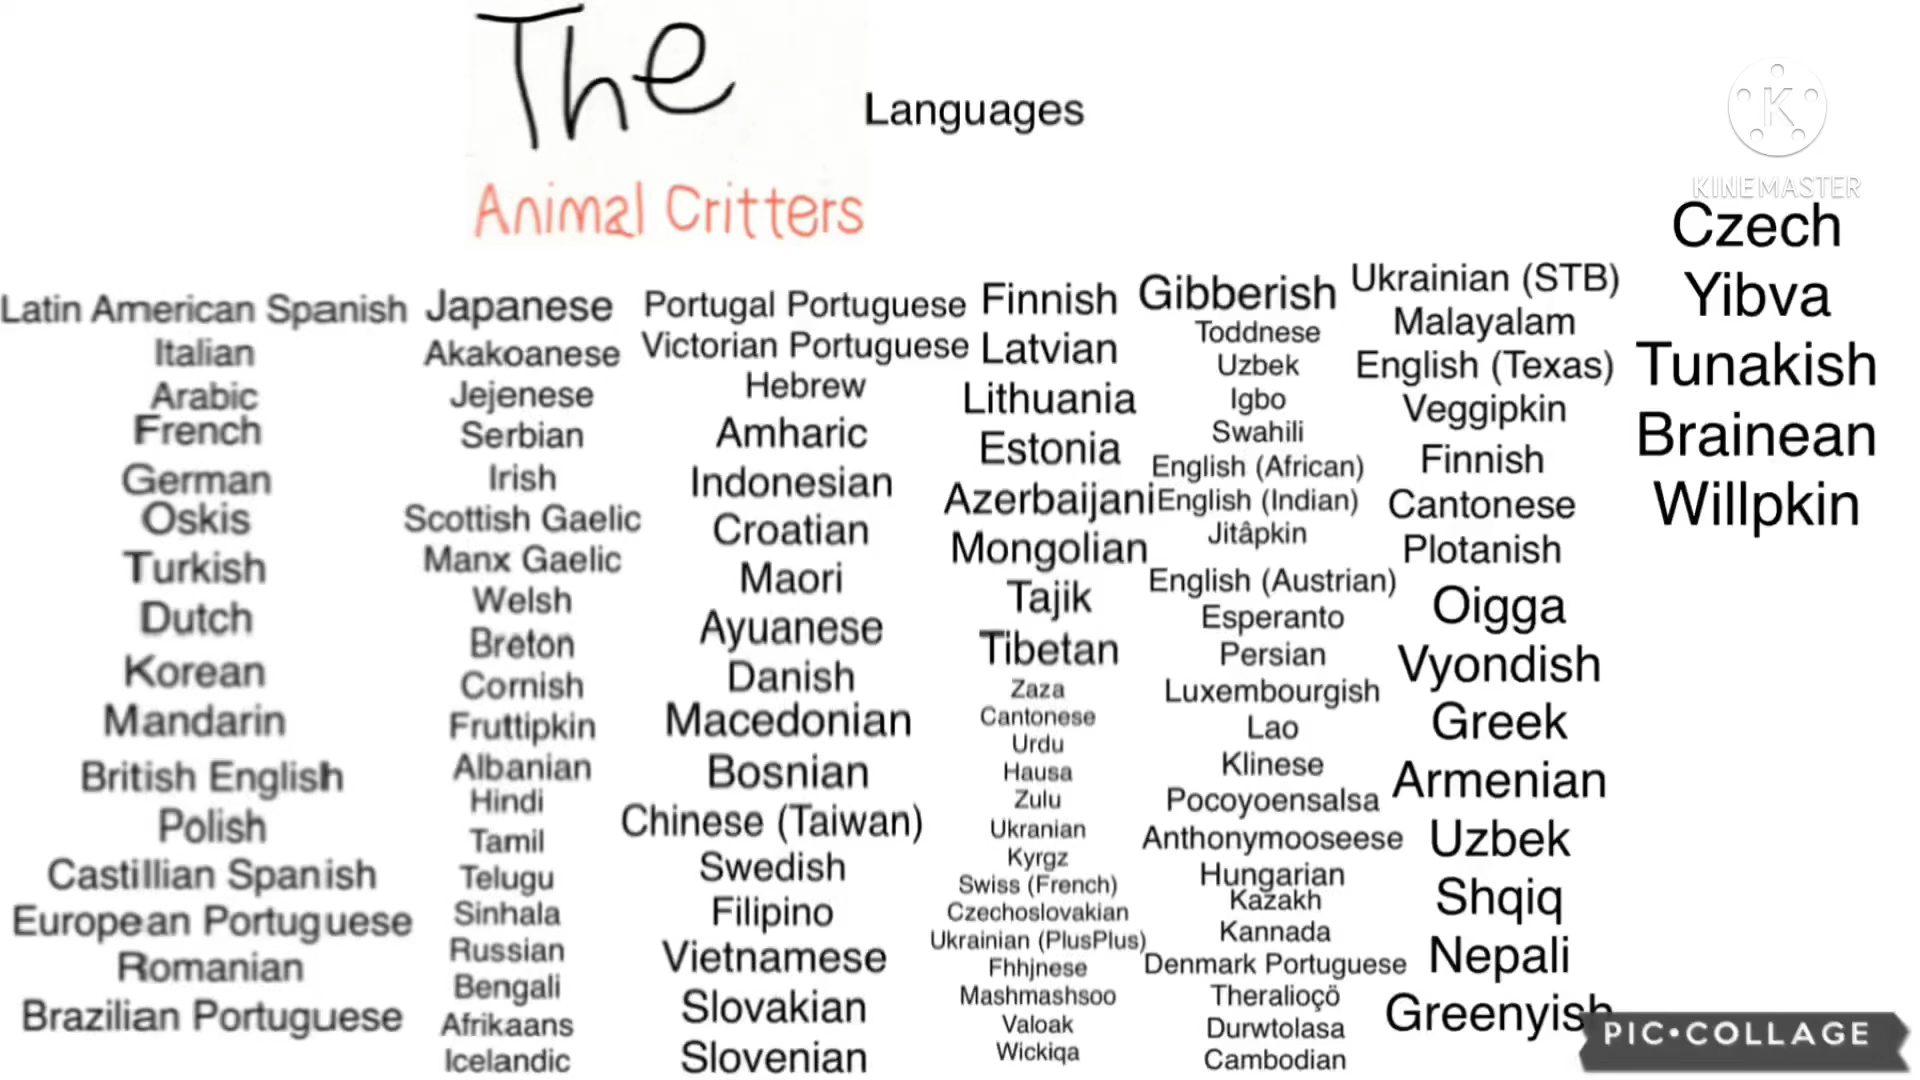 The
Languages
Animal Critters
KINEMASTER
Latin American Spanish
Italian
Arabic
French
German
Oskis
Turkish
Dutch
Korean
Mandarin
British English
Polish
Castillian Spanish
European Portuguese
Romanian
Brazilian Portuguese
Japanese
Akakoanese
Jejenese
Serbian
Irish
Scottish Gaelic
Manx Gaelic
Welsh
Breton
Cornish
Fruttipkin
Albanian
Hindi
Tamil
Telugu
Sinhala
Russian
Bengali
Afrikaans
Icelandic
Portugal Portuguese
Victorian Portuguese
Hebrew
Amharic
Indonesian
Croatian
Maori
Ayuanese
Danish
Macedonian
Bosnian
Chinese (Taiwan)
Swedish
Filipino
Vietnamese
Slovakian
Slovenian
Finnish
Latvian
Lithuania
Estonia
Azerbaijani
Mongolian
Tajik
Tibetan
Zaza
Cantonese
Urdu
Hausa
Zulu
Ukranian
Kyrgz
Swiss (French)
Czechoslovakian
Ukrainian (PlusPlus)
Fhhjnese
Mashmashsoo
Valoak
Wickiqa
Gibberish
Toddnese
Uzbek
Igbo
Swahili
English (African)
English (Indian)
Jitâpkin
English (Austrian)
Esperanto
Persian
Luxembourgish
Lao
Klinese
Pocoyoensalsa
Anthonymooseese
Hungarian
Kazakh
Kannada
Denmark Portuguese
Theralioçö
Durwtolasa
Cambodian
Ukrainian (STB)
Malayalam
English (Texas)
Veggipkin
Finnish
Cantonese
Plotanish
Oigga
Vyondish
Greek
Armenian
Uzbek
Shqiq
Nepali
Greenyish
Czech
Yibva
Tunakish
Brainean
Willpkin
PIC•COLLAGE